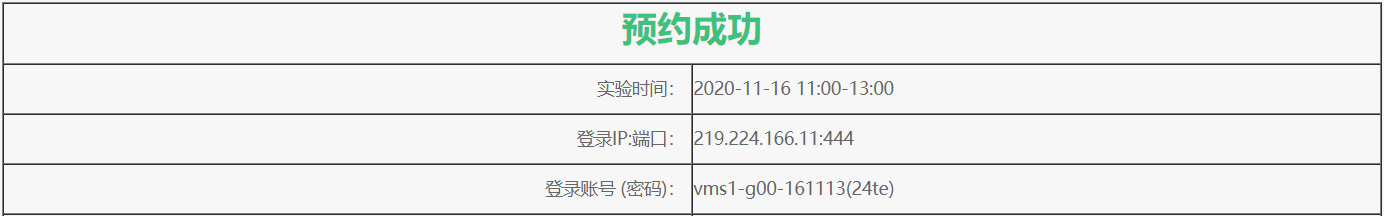 预约成功
实验时间： 2020-11-16 11:00-13:00
登录IP:端口： 219.224.166.11:444
登录账号 (密码)： vms1-g00-161113(24te)